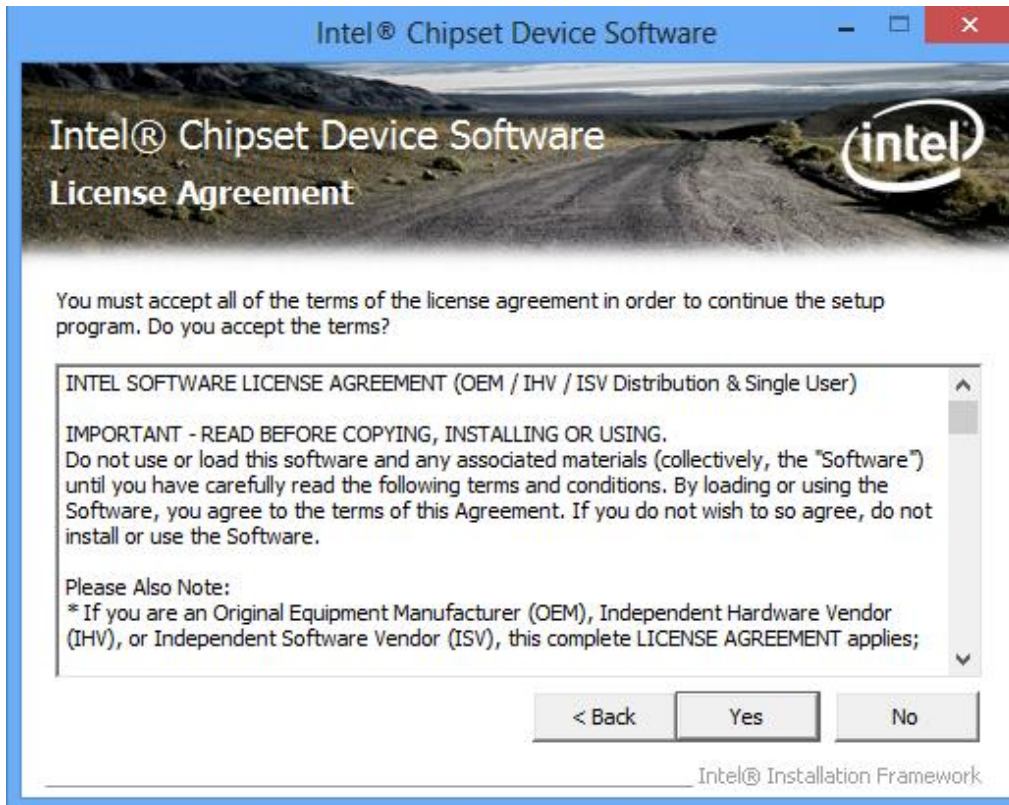 Intel® Chipset Device Software
Intel® Chipset Device Software
intel
License Agreement
You must accept all of the terms of the license agreement in order to continue the setup
program. Do you accept the terms?
INTEL SOFTWARE LICENSE AGREEMENT (OEM / IHV / ISV Distribution & Single User)
IMPORTANT - READ BEFORE COPYING, INSTALLING OR USING.
Do not use or load this software and any associated materials (collectively, the "Software")
until you have carefully read the following terms and conditions. By loading or using the
Software, you agree to the terms of this Agreement. If you do not wish to so agree, do not
install or use the Software.
Please Also Note:
* If you are an Original Equipment Manufacturer (OEM), Independent Hardware Vendor
(IHV), or Independent Software Vendor (ISV), this complete LICENSE AGREEMENT applies;
< Back Yes No
Intel® Installation Framework